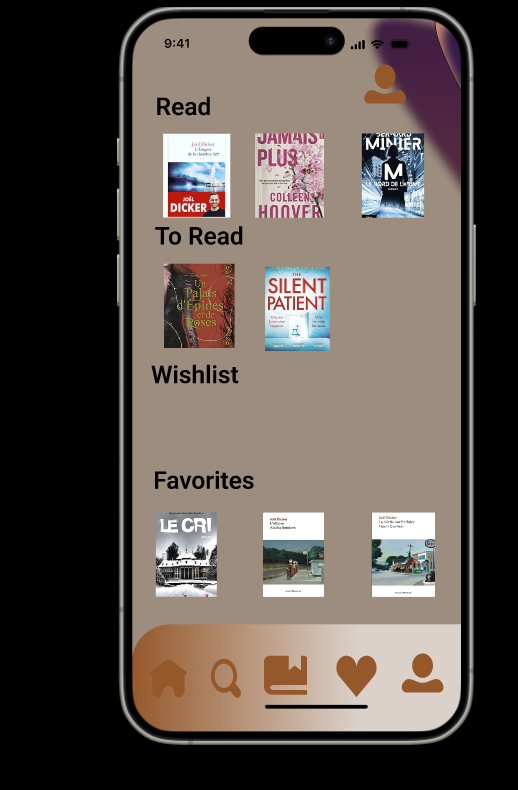 9:41
Read
Joël Dicker
L'Énigme
de la chambre 622
JOËL
DICKER
JAMAIS
PLUS
COLLEEN
HOOVER
BERNARD
MINIER
M
LE BORD DE L'ABÎME
To Read
Un
Palais
d'Épines
et de
Roses
THE
SILENT
PATIENT
Wishlist
Favorites
LE CRI
Joël Dicker
L'affaire
Alaska Sanders
Joël Dicker
La Vérité sur l'Affaire
Harry Quebert